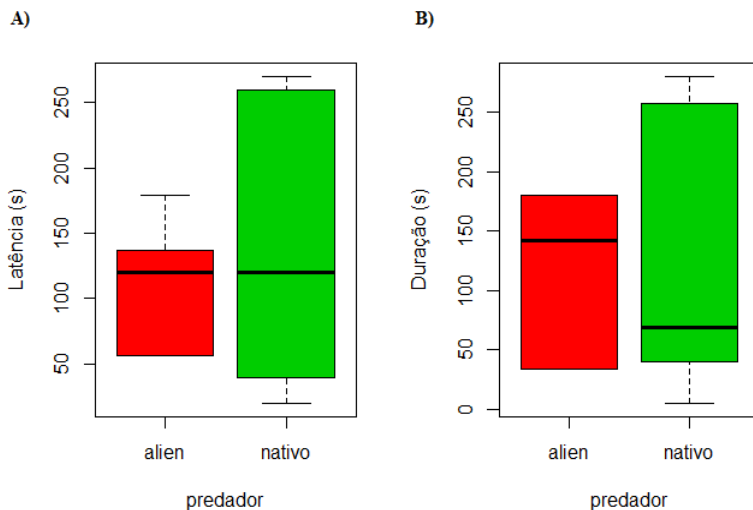 A)
Latência (s)
250
200
150
100
50
alien nativo
predador
B)
Duração (s)
250
200
150
100
50
0
alien nativo
predador